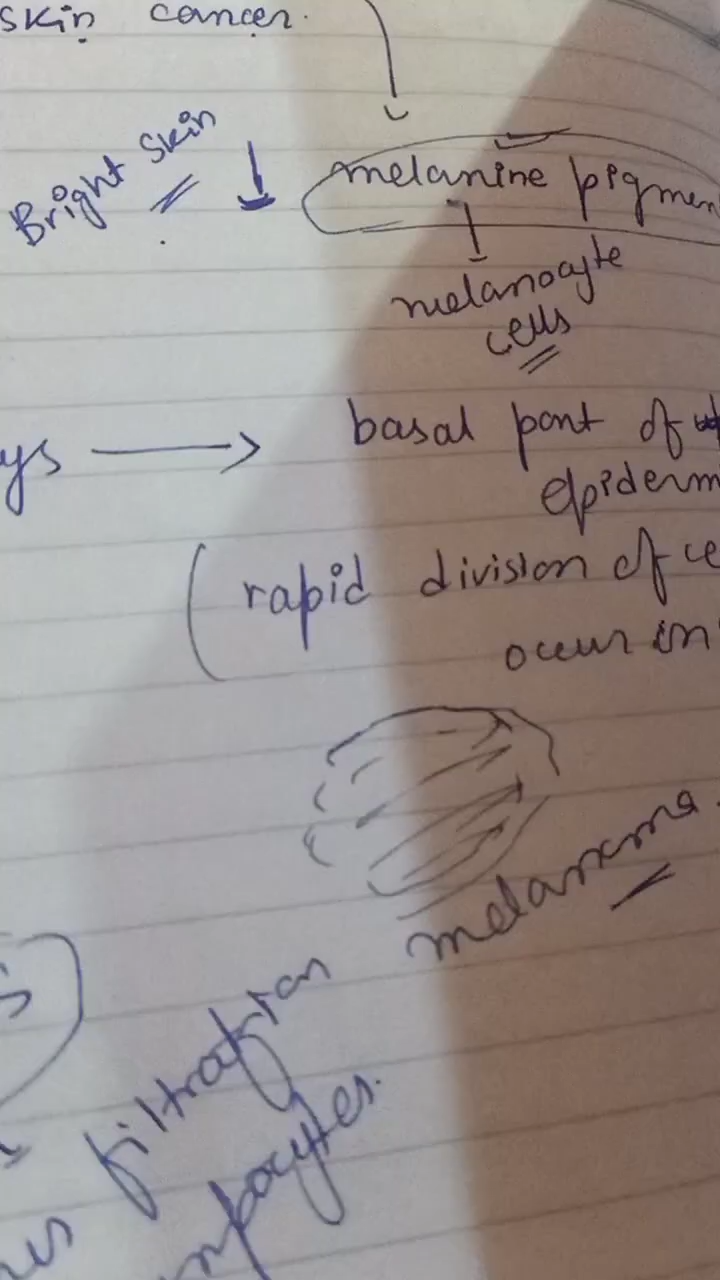 skin cancer.
Bright skin
melanine pigmen
melanocyte
cells
ys → basal part of
epiderm
(rapid division of ce
occur in
melanoma.
filtration